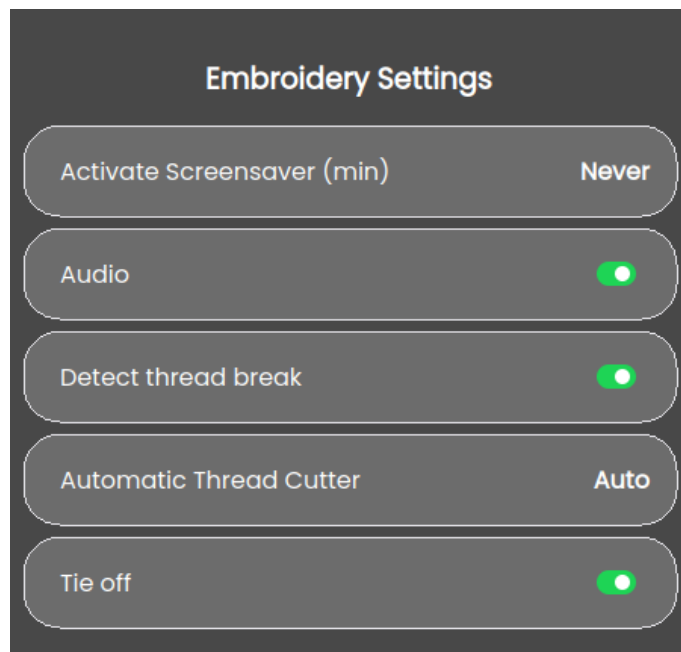 Embroidery Settings
Activate Screensaver (min) Never
Audio
Detect thread break
Automatic Thread Cutter Auto
Tie off